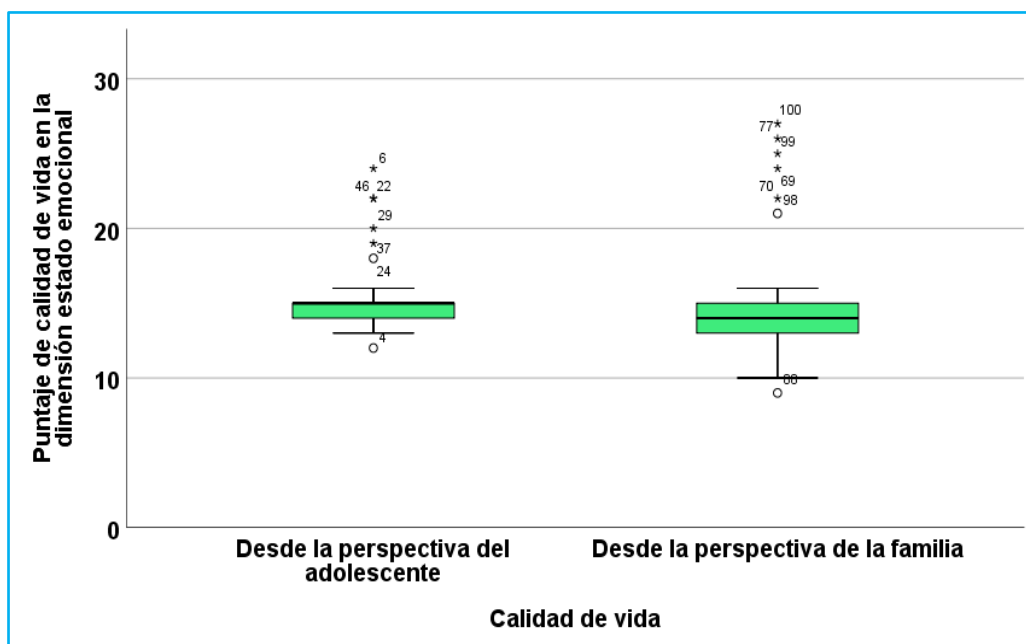 Puntaje de calidad de vida en la
dimensión estado emocional
30
20
10
0
6
46 22
29
37
24
4
100
77 99
69
70 98
Desde la perspectiva del
adolescente
Desde la perspectiva de la familia
Calidad de vida